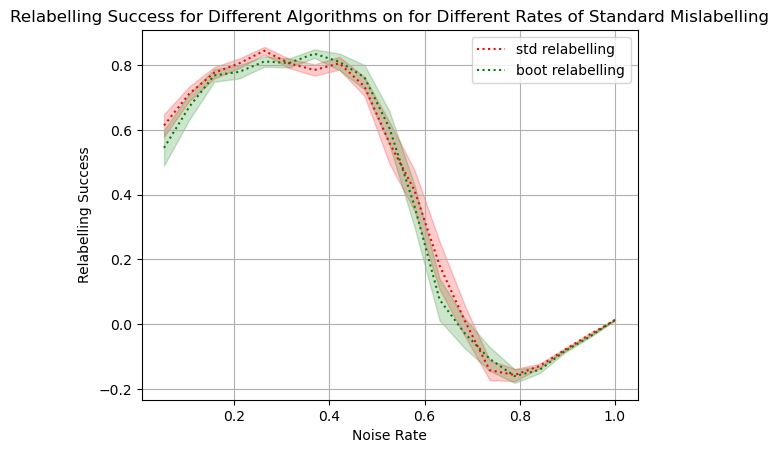 Relabelling Success for Different Algorithms on for Different Rates of Standard Mislabelling
std relabelling
boot relabelling
Relabelling Success
0.8
0.6
0.4
0.2
0.0
−0.2
0.2
0.4
0.6
0.8
1.0
Noise Rate